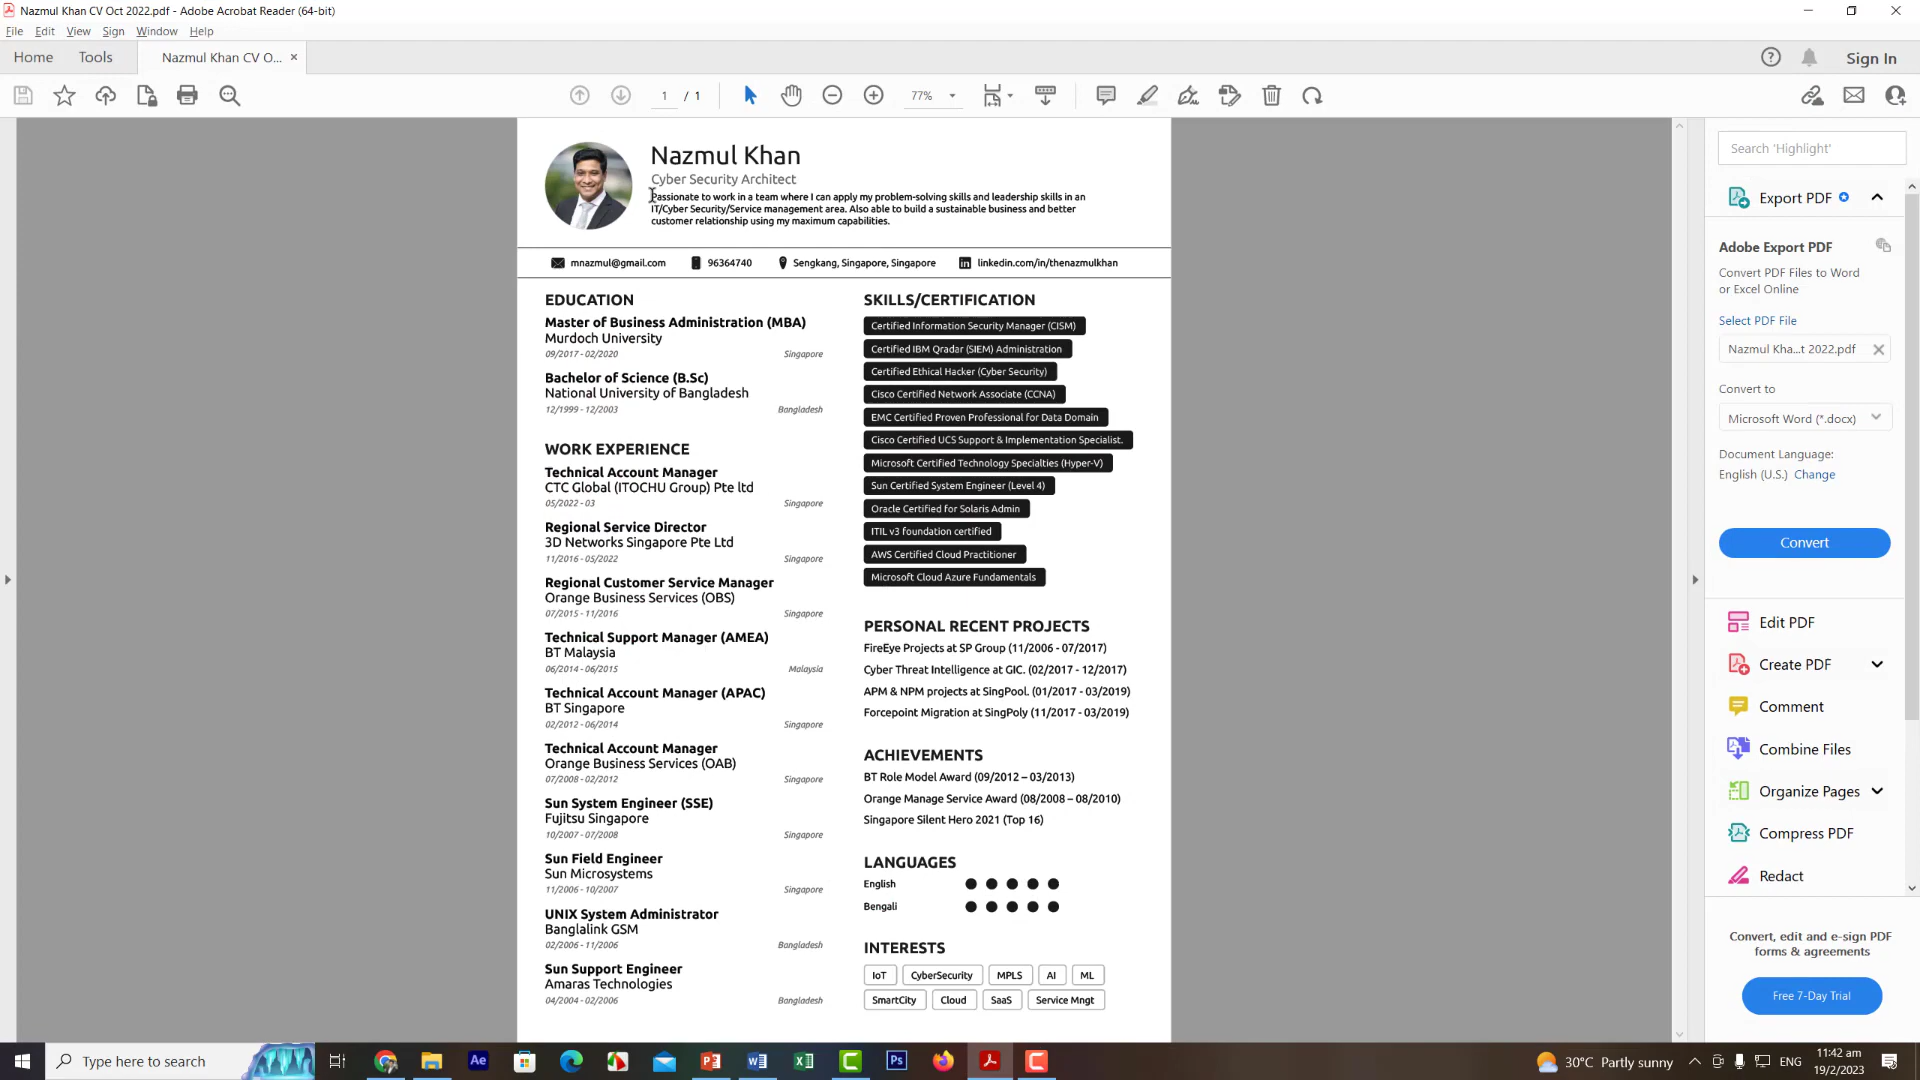 Nazmul Khan CV Oct 2022.pdf - Adobe Acrobat Reader (64-bit)
File Edit View Sign Window Help
Home Tools Nazmul Khan CV O... × Sign In
1 / 1 77%
Nazmul Khan
Cyber Security Architect
Passionate to work in a team where I can apply my problem-solving skills and leadership skills in an
IT/Cyber Security/Service management area. Also able to build a sustainable business and better
customer relationship using my maximum capabilities.
mnazmul@gmail.com 96364740 Sengkang, Singapore, Singapore linkedin.com/in/thenazmulkhan
EDUCATION
Master of Business Administration (MBA)
Murdoch University
09/2017 - 02/2020 Singapore
Bachelor of Science (B.Sc)
National University of Bangladesh
12/1999 - 12/2003 Bangladesh
WORK EXPERIENCE
Technical Account Manager
CTC Global (ITOCHU Group) Pte ltd
05/2022 - 03 Singapore
Regional Service Director
3D Networks Singapore Pte Ltd
11/2016 - 05/2022 Singapore
Regional Customer Service Manager
Orange Business Services (OBS)
07/2015 - 11/2016 Singapore
Technical Support Manager (AMEA)
BT Malaysia
06/2014 - 06/2015 Malaysia
Technical Account Manager (APAC)
BT Singapore
02/2012 - 06/2014 Singapore
Technical Account Manager
Orange Business Services (OAB)
07/2008 - 02/2012 Singapore
Sun System Engineer (SSE)
Fujitsu Singapore
10/2007 - 07/2008 Singapore
Sun Field Engineer
Sun Microsystems
11/2006 - 10/2007 Singapore
UNIX System Administrator
Banglalink GSM
02/2006 - 11/2006 Bangladesh
Sun Support Engineer
Amaras Technologies
04/2004 - 02/2006 Bangladesh
SKILLS/CERTIFICATION
Certified Information Security Manager (CISM)
Certified IBM Qradar (SIEM) Administration
Certified Ethical Hacker (Cyber Security)
Cisco Certified Network Associate (CCNA)
EMC Certified Proven Professional for Data Domain
Cisco Certified UCS Support & Implementation Specialist.
Microsoft Certified Technology Specialties (Hyper-V)
Sun Certified System Engineer (Level 4)
Oracle Certified for Solaris Admin
ITIL v3 foundation certified
AWS Certified Cloud Practitioner
Microsoft Cloud Azure Fundamentals
PERSONAL RECENT PROJECTS
FireEye Projects at SP Group (11/2006 - 07/2017)
Cyber Threat Intelligence at GIC. (02/2017 - 12/2017)
APM & NPM projects at SingPool. (01/2017 - 03/2019)
Forcepoint Migration at SingPoly (11/2017 - 03/2019)
ACHIEVEMENTS
BT Role Model Award (09/2012 – 03/2013)
Orange Manage Service Award (08/2008 – 08/2010)
Singapore Silent Hero 2021 (Top 16)
LANGUAGES
English
Bengali
INTERESTS
IoT CyberSecurity MPLS AI ML
SmartCity Cloud SaaS Service Mngt
Search 'Highlight'
Export PDF
Adobe Export PDF
Convert PDF Files to Word
or Excel Online
Select PDF File
Nazmul Kha...t 2022.pdf
Convert to
Microsoft Word (*.docx)
Document Language:
English (U.S.) Change
Convert
Edit PDF
Create PDF
Comment
Combine Files
Organize Pages
Compress PDF
Redact
Convert, edit and e-sign PDF
forms & agreements
Free 7-Day Trial
Type here to search
Ae
Ps
30°C Partly sunny
ENG
11:42 am
19/2/2023